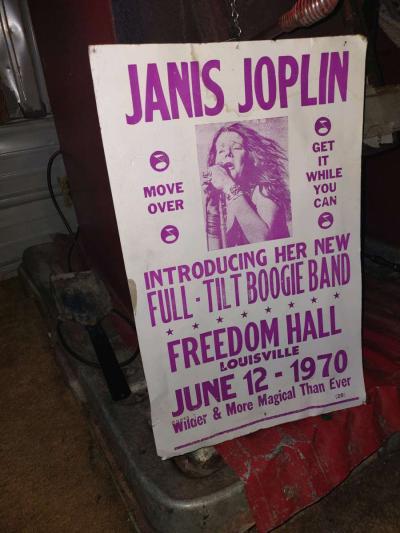 JANIS JOPLIN
MOVE
OVER
GET
IT
WHILE
YOU
CAN
INTRODUCING HER NEW
FULL-TILT BOOGIE BAND
FREEDOM HALL
LOUISVILLE
JUNE 12 - 1970
Wilder & More Magical Than Ever